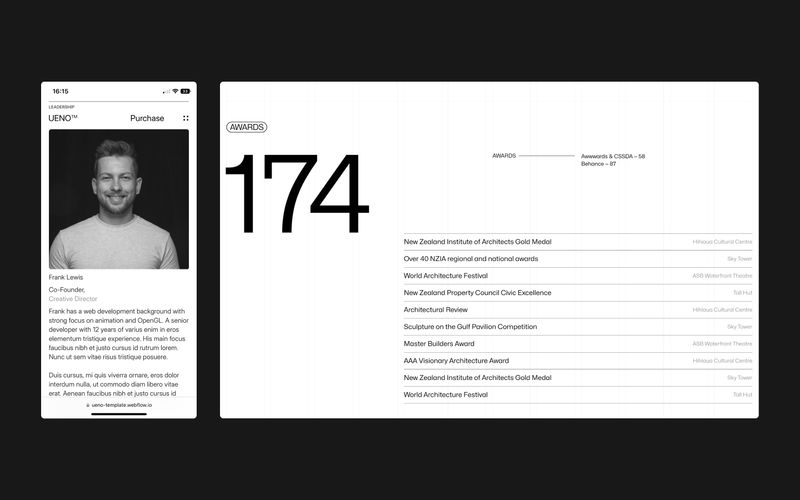 16:15
LEADERSHIP
UENO™ Purchase
Frank Lewis
Co-Founder,
Creative Director
Frank has a web development background with
strong focus on animation and OpenGL. A senior
developer with 12 years of varius enim in eros
elementum tristique experience. His main focus
faucibus nibh et justo cursus id rutrum lorem.
Nunc ut sem vitae risus tristique posuere.
Duis cursus, mi quis viverra ornare, eros dolor
interdum nulla, ut commodo diam libero vitae
erat. Aenean faucibus nibh et justo cursus id
ueno-template.webflow.io
AWARDS
174
AWARDS
Awwwards & CSSDA – 58
Behance – 87
New Zealand Institute of Architects Gold Medal Hihiaua Cultural Centre
Over 40 NZIA regional and national awards Sky Tower
World Architecture Festival ASB Waterfront Theatre
New Zealand Property Council Civic Excellence Toll Hut
Architectural Review Hihiaua Cultural Centre
Sculpture on the Gulf Pavilion Competition Sky Tower
Master Builders Award ASB Waterfront Theatre
AAA Visionary Architecture Award Hihiaua Cultural Centre
New Zealand Institute of Architects Gold Medal Sky Tower
World Architecture Festival Toll Hut